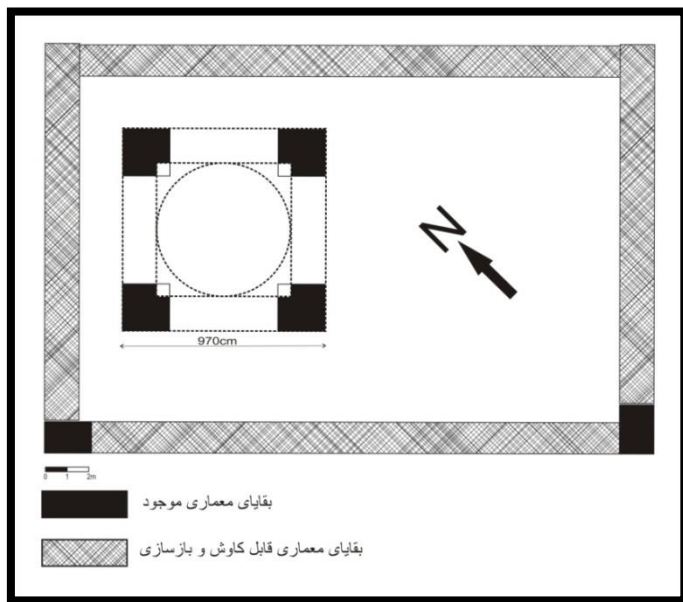 N
970cm
0 1 2m
بقایای معماری موجود
بقایای معماری قابل کاوش و بازسازی